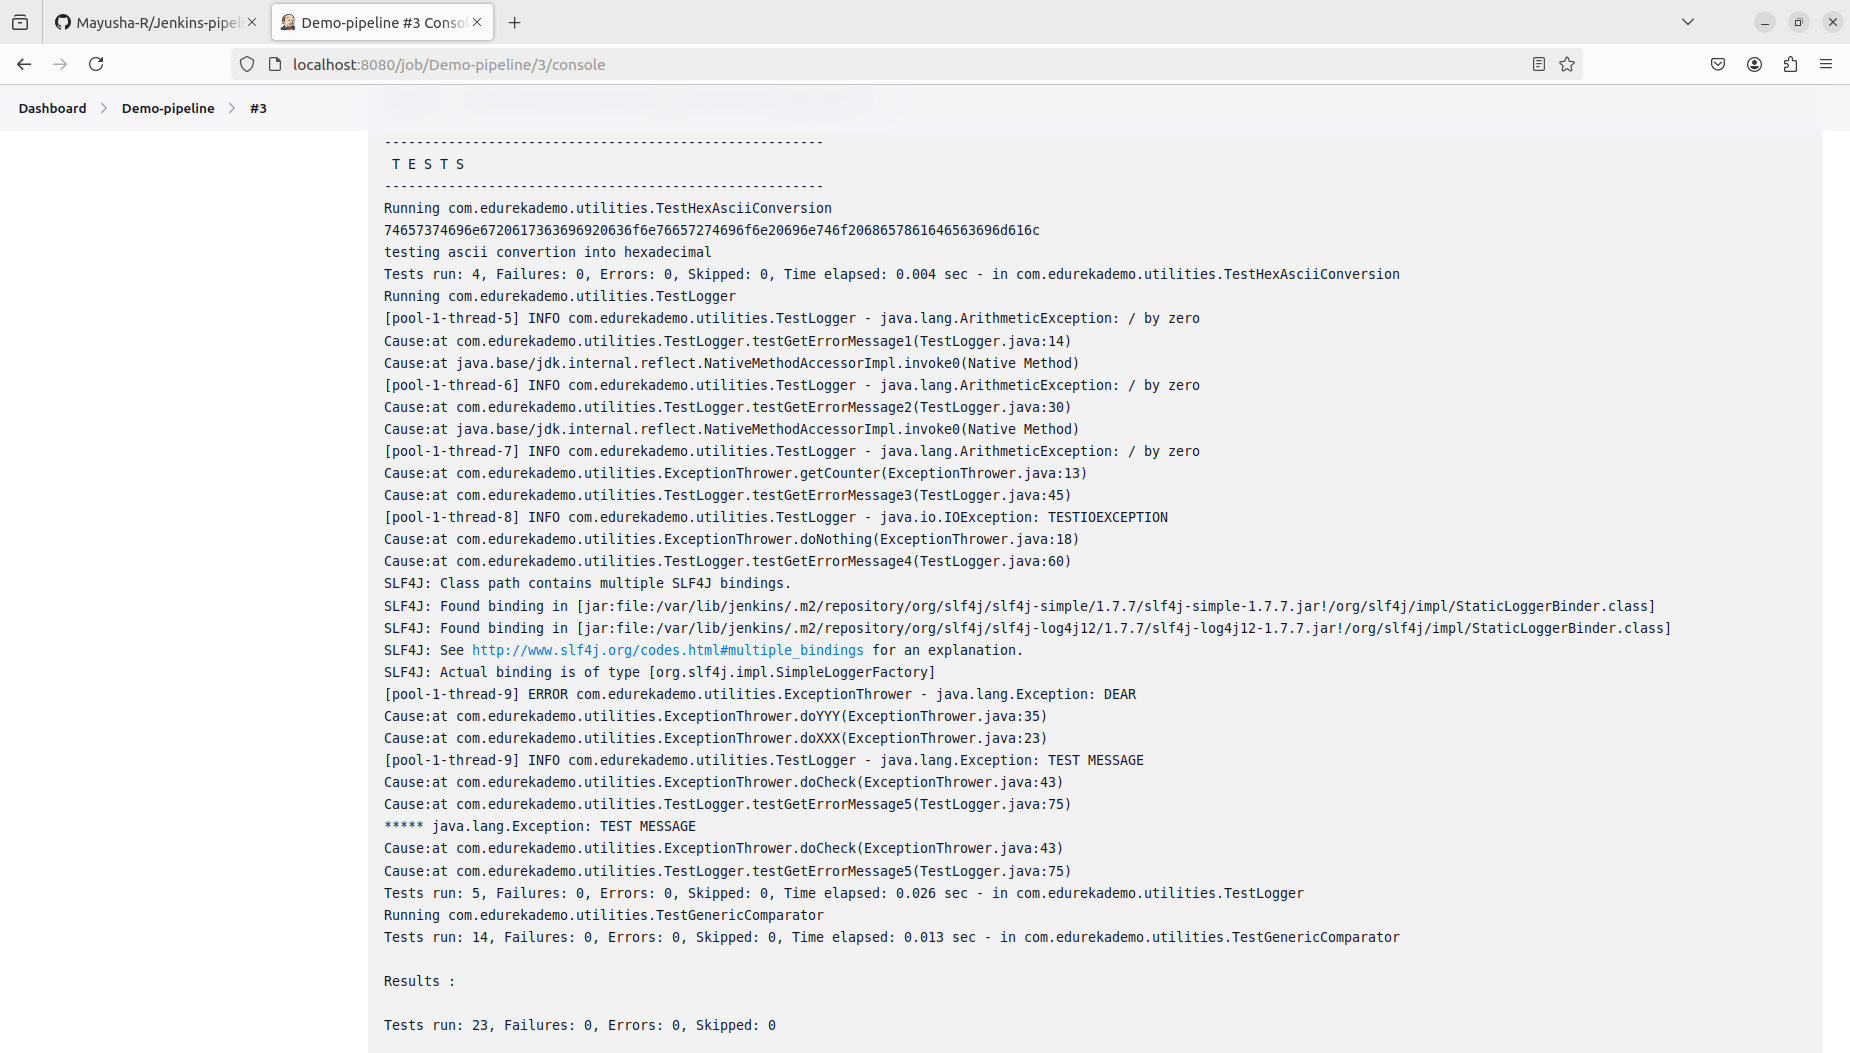 Mayusha-R/Jenkins-pipel
Demo-pipeline #3 Conso
localhost:8080/job/Demo-pipeline/3/console
Dashboard
Demo-pipeline
#3
-------------------------------------------------------
T E S T S
-------------------------------------------------------
Running com.edurekademo.utilities.TestHexAsciiConversion
74657374696e6720617363696920636f6e76657274696f6e20696e746f2068657861646563696d616c
testing ascii convertion into hexadecimal
Tests run: 4, Failures: 0, Errors: 0, Skipped: 0, Time elapsed: 0.004 sec - in com.edurekademo.utilities.TestHexAsciiConversion
Running com.edurekademo.utilities.TestLogger
[pool-1-thread-5] INFO com.edurekademo.utilities.TestLogger - java.lang.ArithmeticException: / by zero
Cause:at com.edurekademo.utilities.TestLogger.testGetErrorMessage1(TestLogger.java:14)
Cause:at java.base/jdk.internal.reflect.NativeMethodAccessorImpl.invoke0(Native Method)
[pool-1-thread-6] INFO com.edurekademo.utilities.TestLogger - java.lang.ArithmeticException: / by zero
Cause:at com.edurekademo.utilities.TestLogger.testGetErrorMessage2(TestLogger.java:30)
Cause:at java.base/jdk.internal.reflect.NativeMethodAccessorImpl.invoke0(Native Method)
[pool-1-thread-7] INFO com.edurekademo.utilities.TestLogger - java.lang.ArithmeticException: / by zero
Cause:at com.edurekademo.utilities.ExceptionThrower.getCounter(ExceptionThrower.java:13)
Cause:at com.edurekademo.utilities.TestLogger.testGetErrorMessage3(TestLogger.java:45)
[pool-1-thread-8] INFO com.edurekademo.utilities.TestLogger - java.io.IOException: TESTIOEXCEPTION
Cause:at com.edurekademo.utilities.ExceptionThrower.doNothing(ExceptionThrower.java:18)
Cause:at com.edurekademo.utilities.TestLogger.testGetErrorMessage4(TestLogger.java:60)
SLF4J: Class path contains multiple SLF4J bindings.
SLF4J: Found binding in [jar:file:/var/lib/jenkins/.m2/repository/org/slf4j/slf4j-simple/1.7.7/slf4j-simple-1.7.7.jar!/org/slf4j/impl/StaticLoggerBinder.class]
SLF4J: Found binding in [jar:file:/var/lib/jenkins/.m2/repository/org/slf4j/slf4j-log4j12/1.7.7/slf4j-log4j12-1.7.7.jar!/org/slf4j/impl/StaticLoggerBinder.class]
SLF4J: See http://www.slf4j.org/codes.html#multiple_bindings for an explanation.
SLF4J: Actual binding is of type [org.slf4j.impl.SimpleLoggerFactory]
[pool-1-thread-9] ERROR com.edurekademo.utilities.ExceptionThrower - java.lang.Exception: DEAR
Cause:at com.edurekademo.utilities.ExceptionThrower.doYYY(ExceptionThrower.java:35)
Cause:at com.edurekademo.utilities.ExceptionThrower.doXXX(ExceptionThrower.java:23)
[pool-1-thread-9] INFO com.edurekademo.utilities.TestLogger - java.lang.Exception: TEST MESSAGE
Cause:at com.edurekademo.utilities.ExceptionThrower.doCheck(ExceptionThrower.java:43)
Cause:at com.edurekademo.utilities.TestLogger.testGetErrorMessage5(TestLogger.java:75)
***** java.lang.Exception: TEST MESSAGE
Cause:at com.edurekademo.utilities.ExceptionThrower.doCheck(ExceptionThrower.java:43)
Cause:at com.edurekademo.utilities.TestLogger.testGetErrorMessage5(TestLogger.java:75)
Tests run: 5, Failures: 0, Errors: 0, Skipped: 0, Time elapsed: 0.026 sec - in com.edurekademo.utilities.TestLogger
Running com.edurekademo.utilities.TestGenericComparator
Tests run: 14, Failures: 0, Errors: 0, Skipped: 0, Time elapsed: 0.013 sec - in com.edurekademo.utilities.TestGenericComparator
Results :
Tests run: 23, Failures: 0, Errors: 0, Skipped: 0